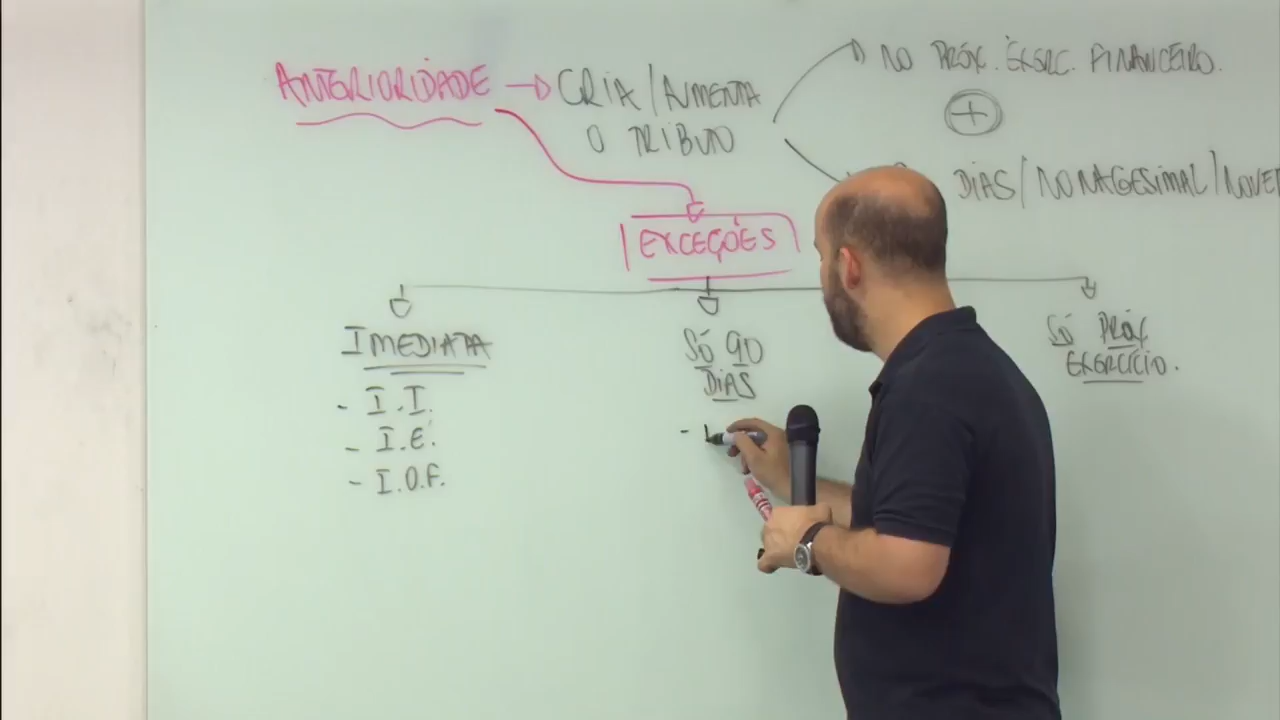 ANTERIORIDADE → CRIA/AUMENTA
O TRIBUTO
NO PRÓX. EXERC. FINANCEIRO.
+
DIAS/NONAGESIMAL/NOVE
EXCEÇÕES
IMEDIATA
- I.I.
- I.E.
- I.O.F.
SÓ 90
DIAS
-
SÓ PRÓX.
EXERCÍCIO.